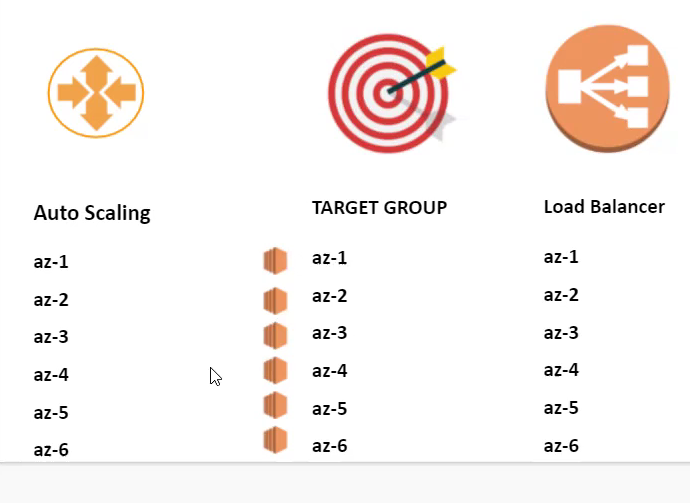 Auto Scaling
az-1
az-2
az-3
az-4
az-5
az-6
TARGET GROUP
az-1
az-2
az-3
az-4
az-5
az-6
Load Balancer
az-1
az-2
az-3
az-4
az-5
az-6